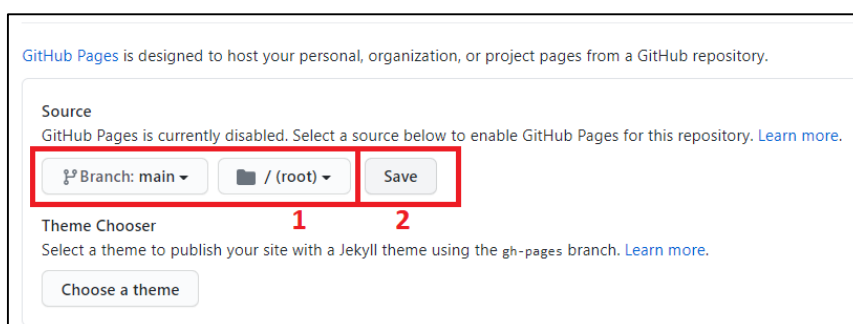 GitHub Pages is designed to host your personal, organization, or project pages from a GitHub repository.
Source
GitHub Pages is currently disabled. Select a source below to enable GitHub Pages for this repository. Learn more.
Branch: main / (root) Save
1 2
Theme Chooser
Select a theme to publish your site with a Jekyll theme using the gh-pages branch. Learn more.
Choose a theme